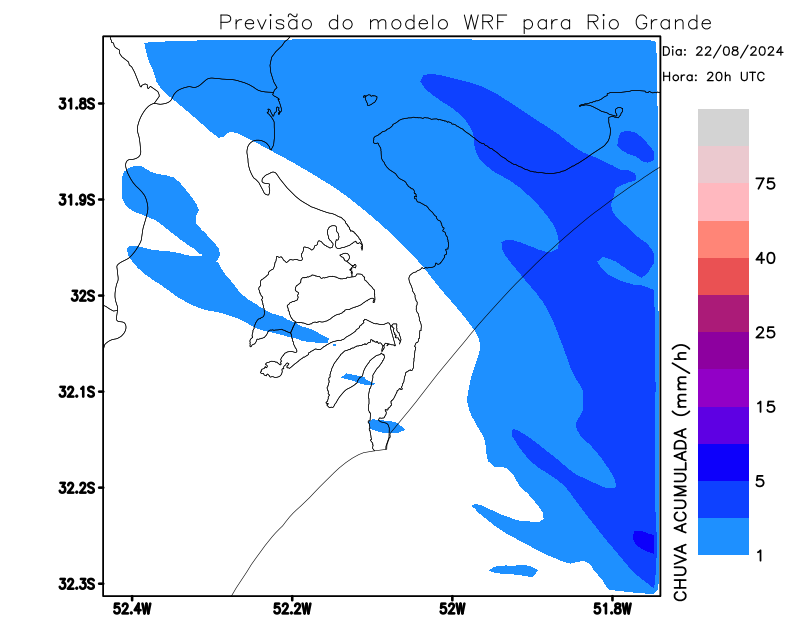 Previsão do modelo WRF para Rio Grande
Dia: 22/08/2024
Hora: 20h UTC
31.8S
31.9S
32S
32.1S
32.2S
32.3S
52.4W
52.2W
52W
51.8W
75
40
25
15
5
1
CHUVA ACUMULADA (mm/h)